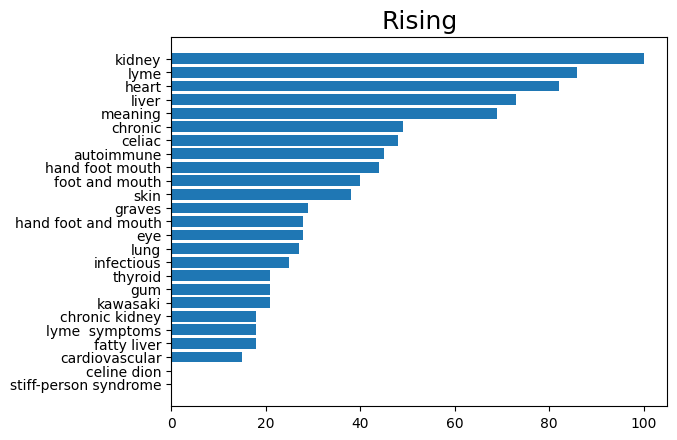 Rising
kidney
lyme
heart
liver
meaning
chronic
celiac
autoimmune
hand foot mouth
foot and mouth
skin
graves
hand foot and mouth
eye
lung
infectious
thyroid
gum
kawasaki
chronic kidney
lyme  symptoms
fatty liver
cardiovascular
celine dion
stiff-person syndrome
0 20 40 60 80 100